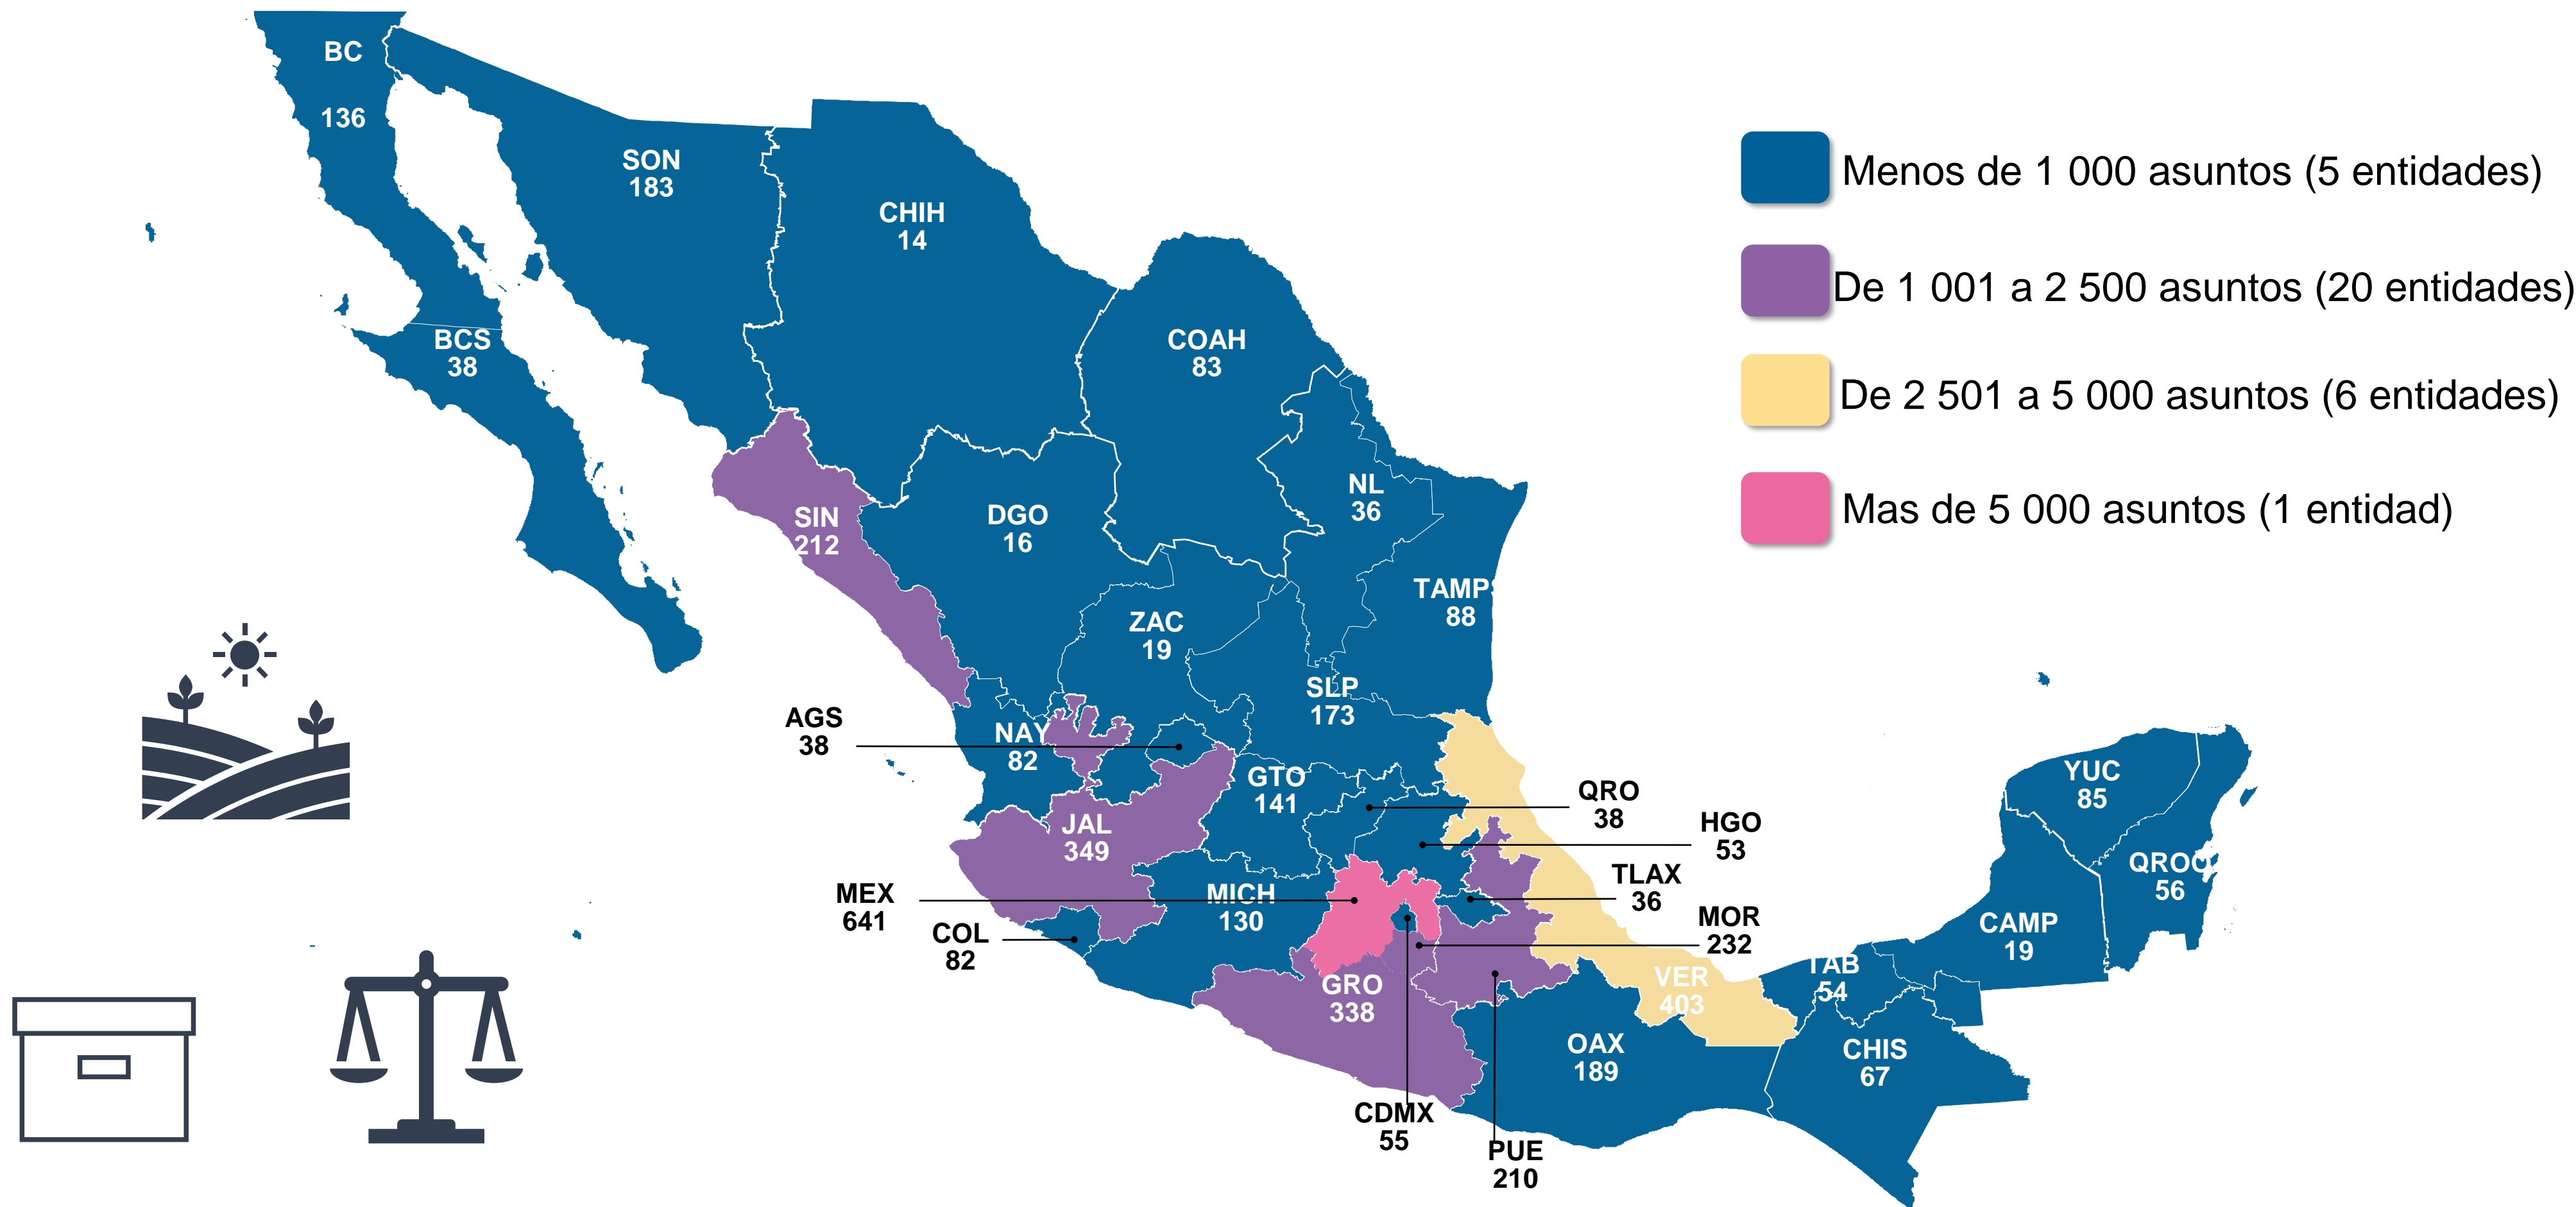 BC
136
SON
183
CHIH
14
COAH
83
BCS
38
NL
36
SIN
212
DGO
16
TAMPS
88
ZAC
19
SLP
173
AGS
38
NAY
82
GTO
141
QRO
38
HGO
53
JAL
349
TLAX
36
MEX
641
MICH
130
MOR
232
COL
82
GRO
338
VER
403
TAB
54
CAMP
19
YUC
85
QROO
56
OAX
189
CHIS
67
CDMX
55
PUE
210
Menos de 1 000 asuntos (5 entidades)
De 1 001 a 2 500 asuntos (20 entidades)
De 2 501 a 5 000 asuntos (6 entidades)
Mas de 5 000 asuntos (1 entidad)